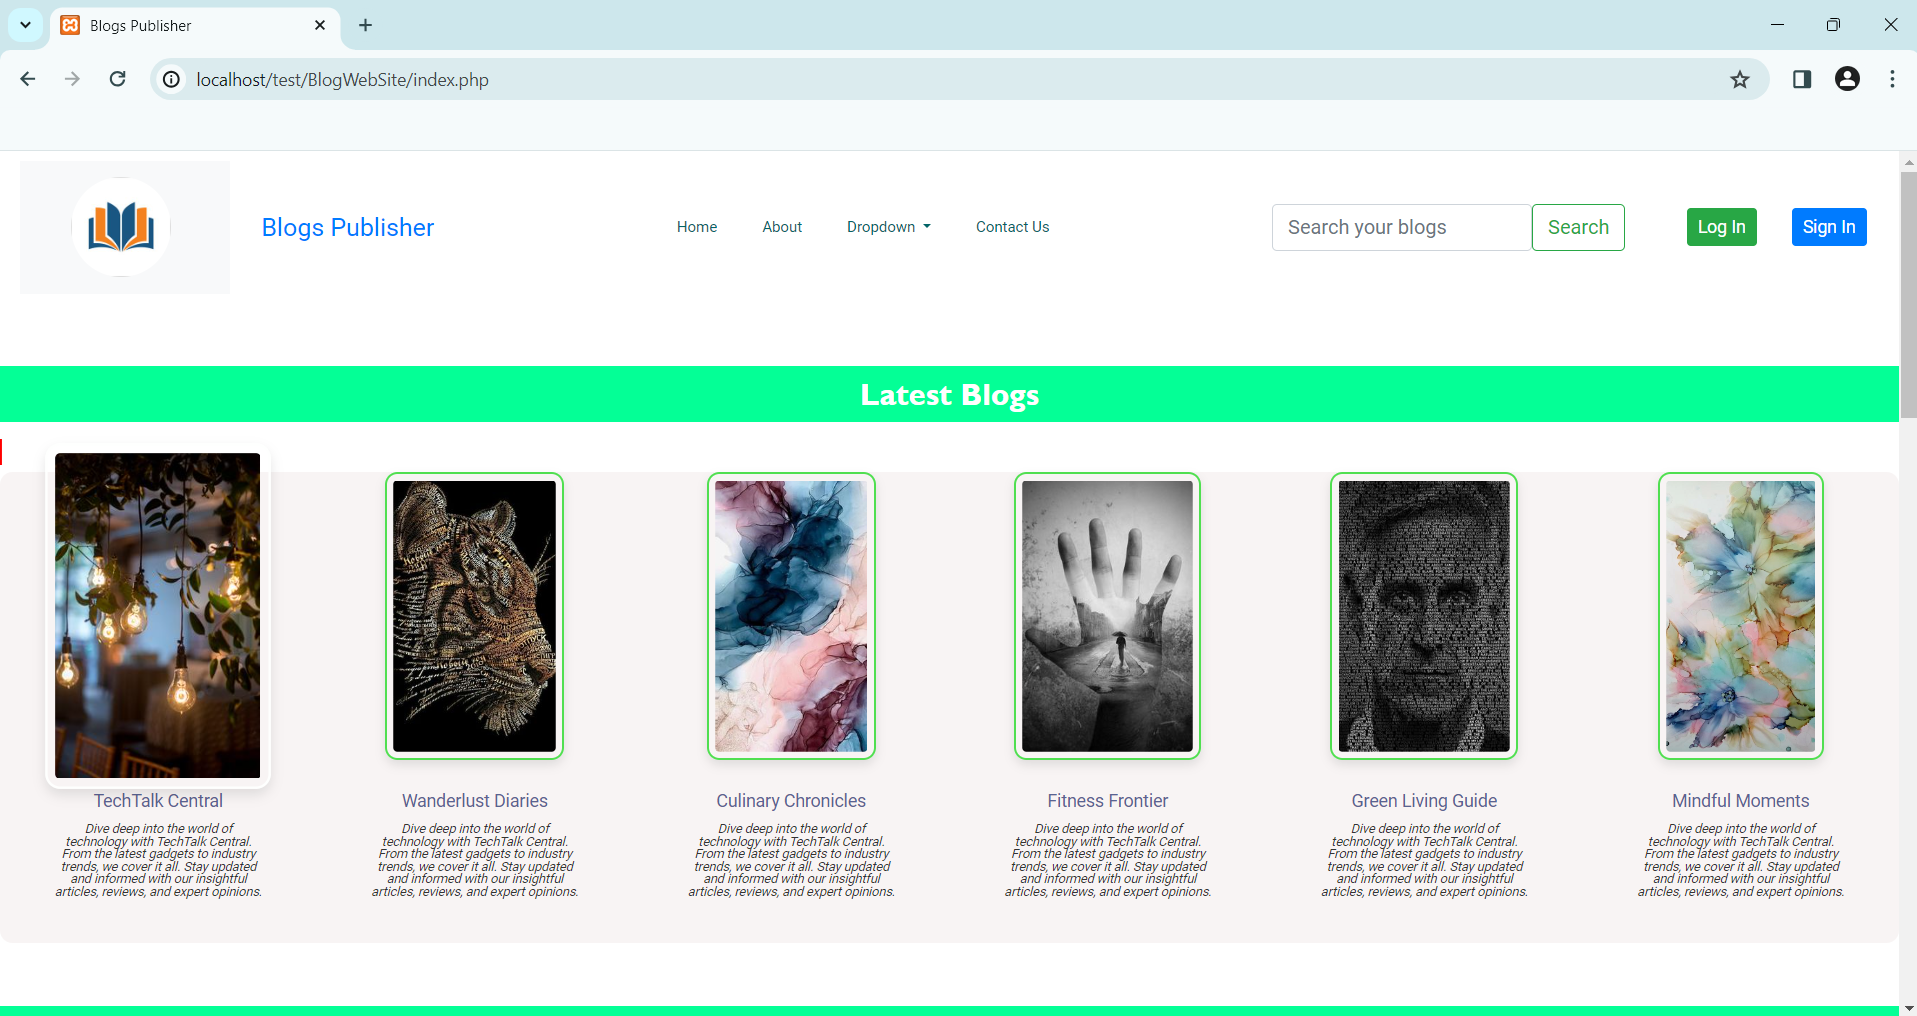 Blogs Publisher
localhost/test/BlogWebSite/index.php
Blogs Publisher
Home
About
Dropdown
Contact Us
Search your blogs
Search
Log In
Sign In
Latest Blogs
TechTalk Central
Dive deep into the world of
technology with TechTalk Central.
From the latest gadgets to industry
trends, we cover it all. Stay updated
and informed with our insightful
articles, reviews, and expert opinions.
Wanderlust Diaries
Dive deep into the world of
technology with TechTalk Central.
From the latest gadgets to industry
trends, we cover it all. Stay updated
and informed with our insightful
articles, reviews, and expert opinions.
Culinary Chronicles
Dive deep into the world of
technology with TechTalk Central.
From the latest gadgets to industry
trends, we cover it all. Stay updated
and informed with our insightful
articles, reviews, and expert opinions.
Fitness Frontier
Dive deep into the world of
technology with TechTalk Central.
From the latest gadgets to industry
trends, we cover it all. Stay updated
and informed with our insightful
articles, reviews, and expert opinions.
Green Living Guide
Dive deep into the world of
technology with TechTalk Central.
From the latest gadgets to industry
trends, we cover it all. Stay updated
and informed with our insightful
articles, reviews, and expert opinions.
Mindful Moments
Dive deep into the world of
technology with TechTalk Central.
From the latest gadgets to industry
trends, we cover it all. Stay updated
and informed with our insightful
articles, reviews, and expert opinions.